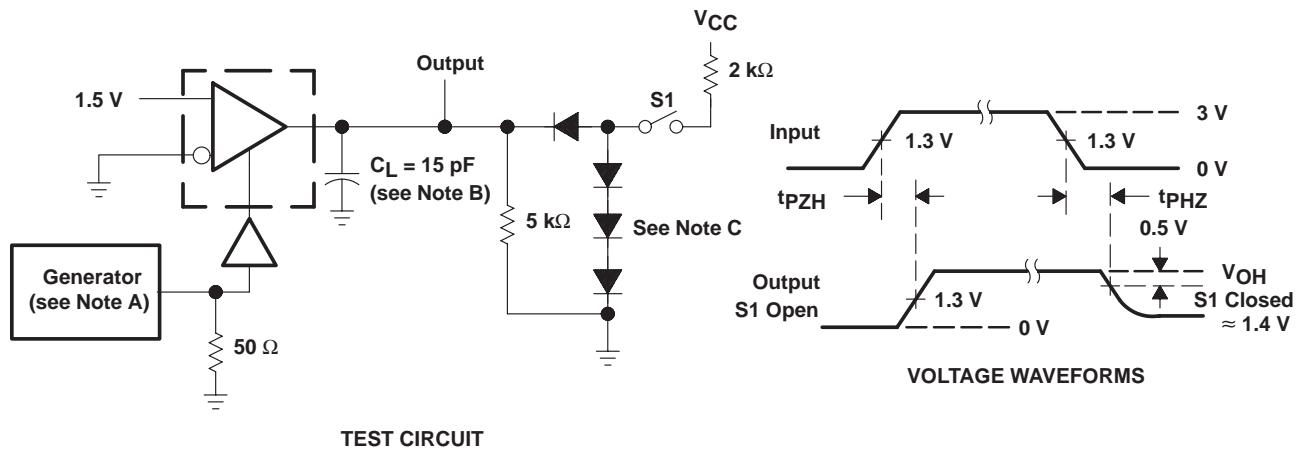 VCC
2 kΩ
S1
Output
1.5 V
CL = 15 pF
(see Note B)
5 kΩ
See Note C
Generator
(see Note A)
50 Ω
TEST CIRCUIT
Input
1.3 V
1.3 V
3 V
0 V
tPZH
tPHZ
0.5 V
Output
S1 Open
1.3 V
0 V
VOH
S1 Closed
≈ 1.4 V
VOLTAGE WAVEFORMS